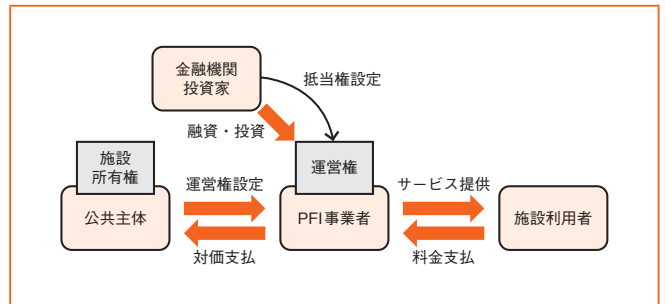 金融機関
投資家
抵当権設定
融資・投資
施設
所有権
運営権
運営権設定
サービス提供
公共主体
PFI事業者
施設利用者
対価支払
料金支払